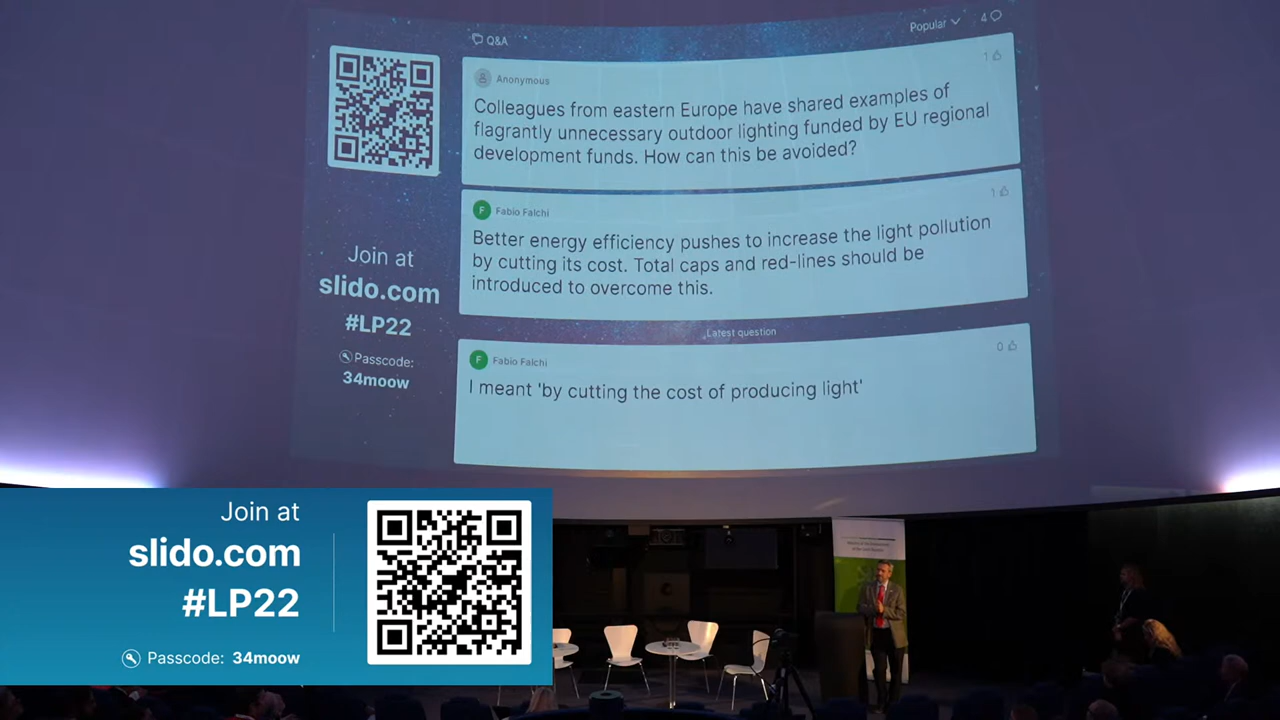 Q&A
Popular
4
Anonymous
1
Colleagues from eastern Europe have shared examples of
flagrantly unnecessary outdoor lighting funded by EU regional
development funds. How can this be avoided?
F
Fabio Falchi
1
Better energy efficiency pushes to increase the light pollution
by cutting its cost. Total caps and red-lines should be
introduced to overcome this.
Latest question
F
Fabio Falchi
0
I meant 'by cutting the cost of producing light'
Join at
slido.com
#LP22
Passcode:
34moow
Join at
slido.com
#LP22
Passcode: 34moow